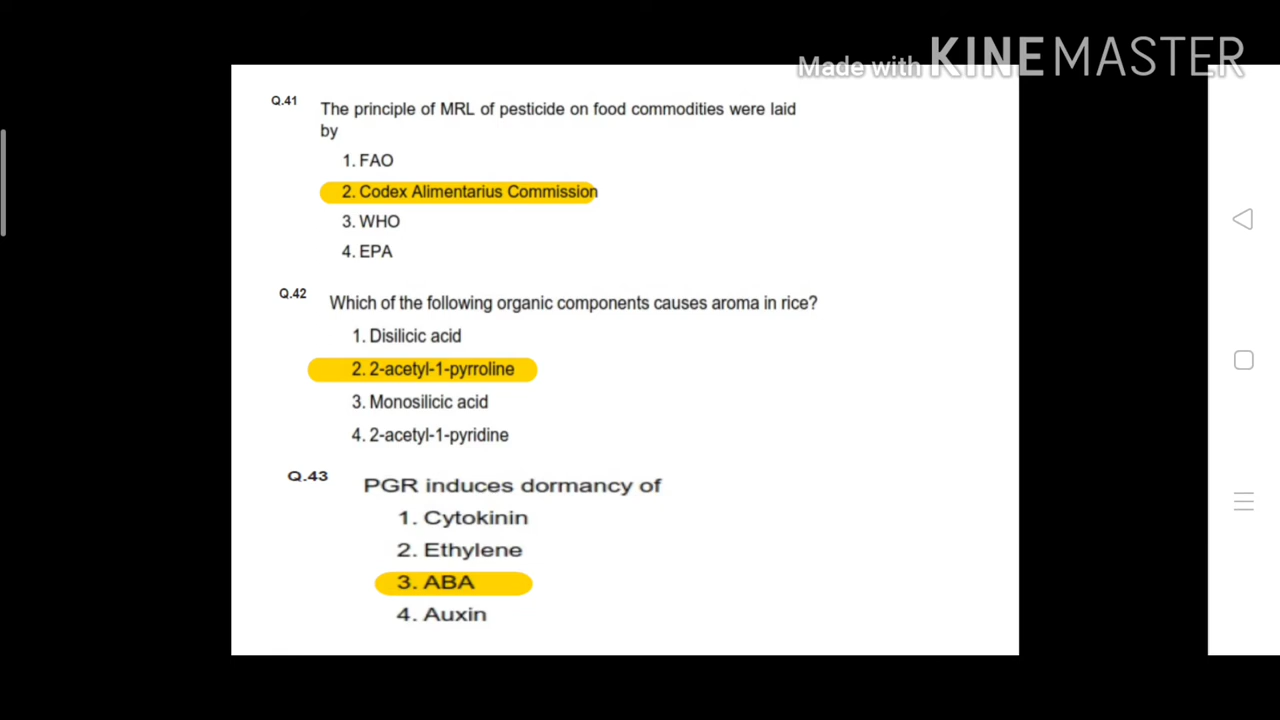 Made with KINEMASTER
Q.41
The principle of MRL of pesticide on food commodities were laid
by
1. FAO
2. Codex Alimentarius Commission
3. WHO
4. EPA
Q.42
Which of the following organic components causes aroma in rice?
1. Disilicic acid
2. 2-acetyl-1-pyrroline
3. Monosilicic acid
4. 2-acetyl-1-pyridine
Q.43
PGR induces dormancy of
1. Cytokinin
2. Ethylene
3. ABA
4. Auxin